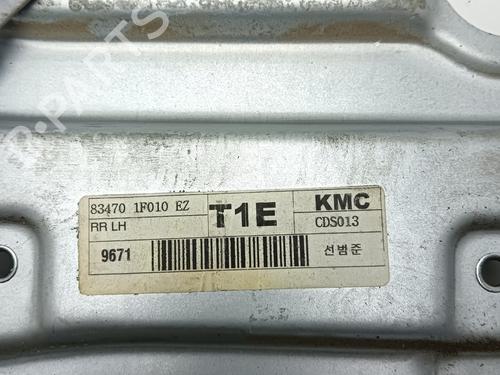 B-PARTS
83470 1F010 EZ
RR LH
T1E
KMC
CDS013
9671
선범준